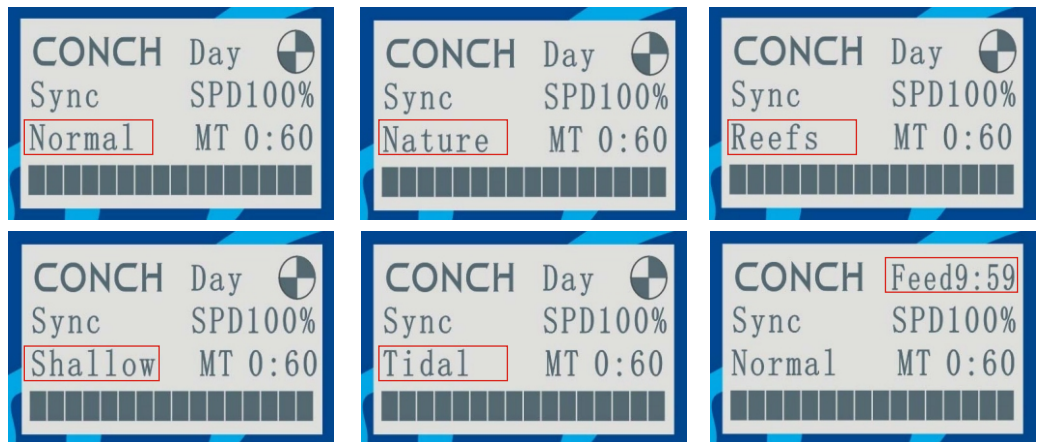 CONCH Day
Sync SPD100%
Normal MT 0:60
CONCH Day
Sync SPD100%
Nature MT 0:60
CONCH Day
Sync SPD100%
Reefs MT 0:60
CONCH Day
Sync SPD100%
Shallow MT 0:60
CONCH Day
Sync SPD100%
Tidal MT 0:60
CONCH Feed9:59
Sync SPD100%
Normal MT 0:60